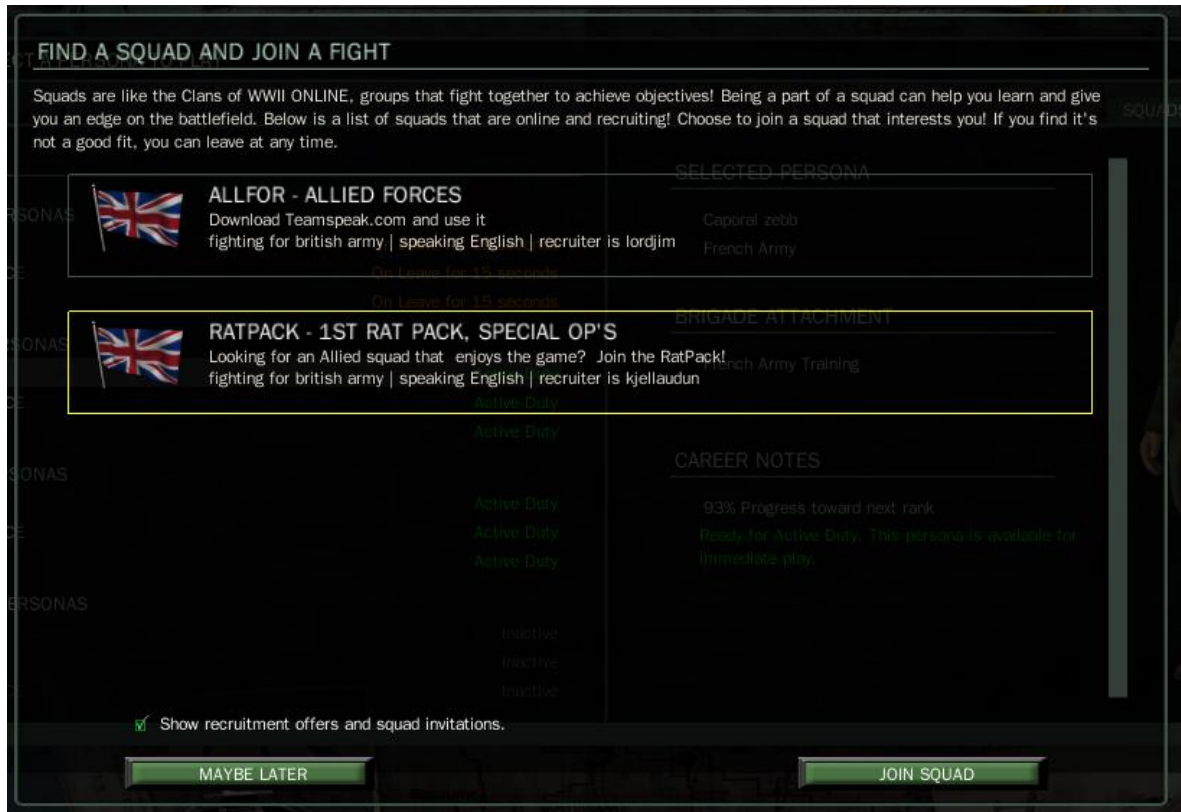 FIND A SQUAD AND JOIN A FIGHT
Squads are like the Clans of WWII ONLINE, groups that fight together to achieve objectives! Being a part of a squad can help you learn and give
you an edge on the battlefield. Below is a list of squads that are online and recruiting! Choose to join a squad that interests you! If you find it's
not a good fit, you can leave at any time.
ALLFOR - ALLIED FORCES
Download Teamspeak.com and use it
fighting for british army | speaking English | recruiter is lordjim
RATPACK - 1ST RAT PACK, SPECIAL OP'S
Looking for an Allied squad that enjoys the game? Join the RatPack!
fighting for british army | speaking English | recruiter is kjellaudun
On Leave for 15 seconds
On Leave for 15 seconds
Active Duty
Active Duty
Active Duty
Active Duty
Active Duty
Inactive
Inactive
Inactive
SELECTED PERSONA
Caporal zebb
French Army
BRIGADE ATTACHMENT
French Army Training
CAREER NOTES
93% Progress toward next rank
Ready for Active Duty. This persona is available for
immediate play.
Show recruitment offers and squad invitations.
MAYBE LATER
JOIN SQUAD